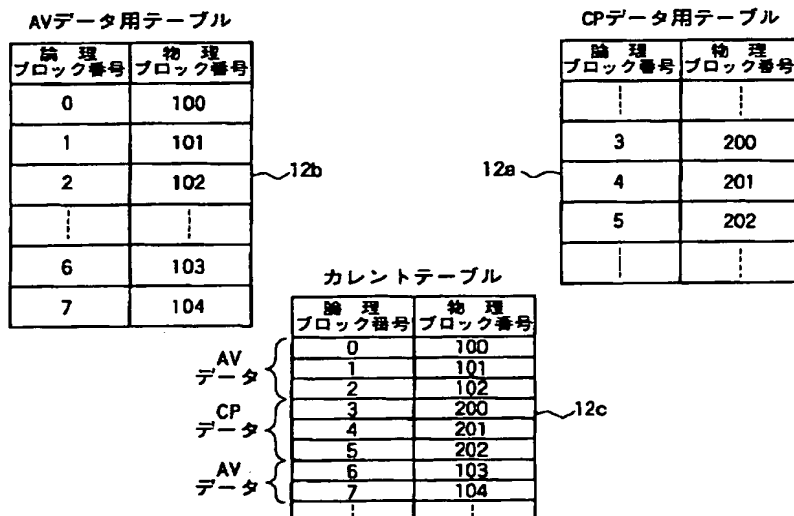 AVデータ用テーブル
論 理 物 理
ブロック番号 ブロック番号
0 100
1 101
2 102
6 103
7 104
12b
CPデータ用テーブル
論 理 物 理
ブロック番号 ブロック番号
3 200
4 201
5 202
12a
カレントテーブル
論 理 物 理
ブロック番号 ブロック番号
0 100
1 101
2 102
3 200
4 201
5 202
6 103
7 104
AV
データ
CP
データ
AV
データ
12c